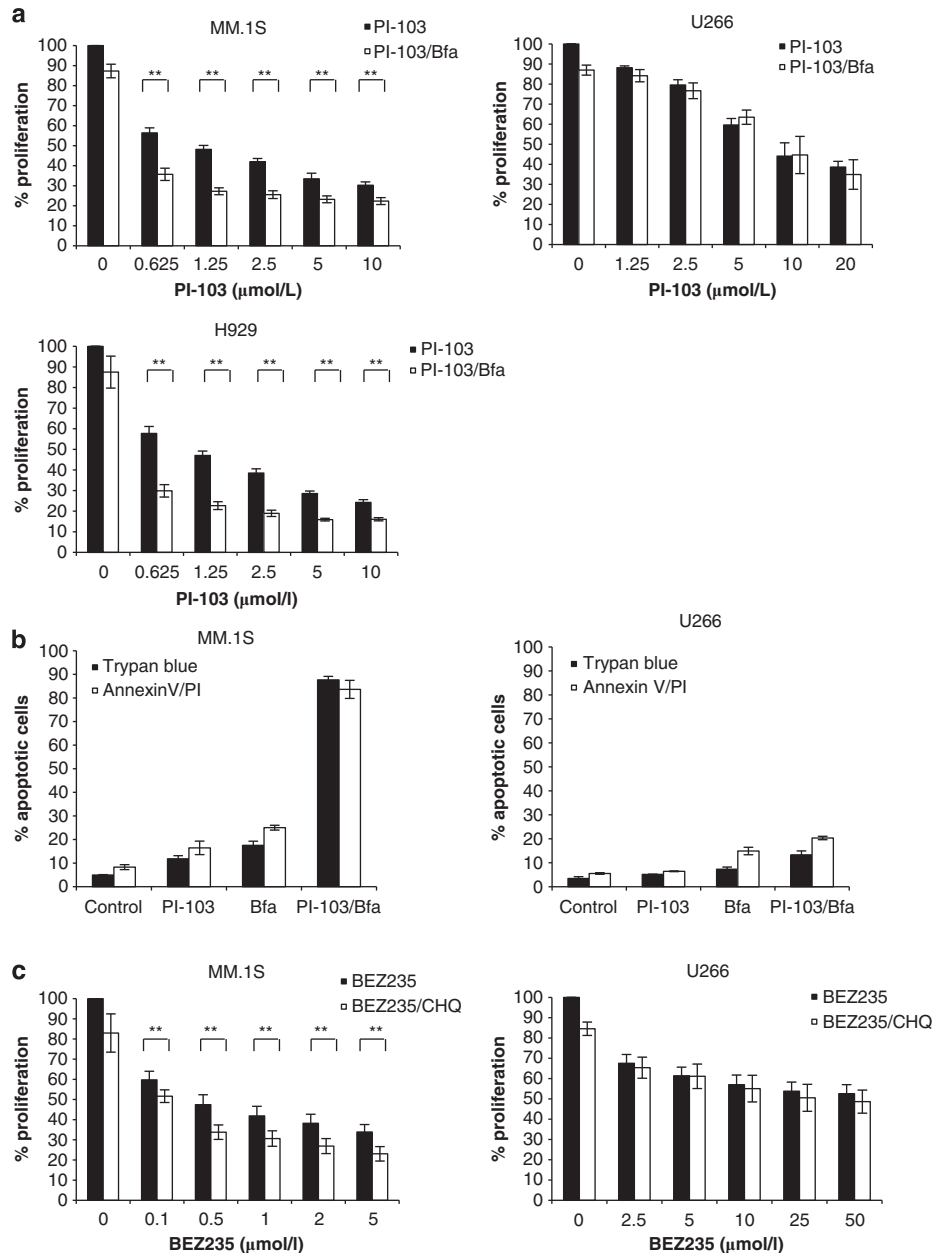 a
MM.1S
PI-103
PI-103/Bfa
% proliferation
100
90
80
70
60
50
40
30
20
10
0
** ** ** ** **
0 0.625 1.25 2.5 5 10
PI-103 (μmol/L)
U266
PI-103
PI-103/Bfa
% proliferation
100
90
80
70
60
50
40
30
20
10
0
0 1.25 2.5 5 10 20
PI-103 (μmol/L)
H929
PI-103
PI-103/Bfa
% proliferation
100
90
80
70
60
50
40
30
20
10
0
** ** ** ** **
0 0.625 1.25 2.5 5 10
PI-103 (μmol/l)
b
MM.1S
Trypan blue
AnnexinV/PI
% apoptotic cells
100
90
80
70
60
50
40
30
20
10
0
Control PI-103 Bfa PI-103/Bfa
U266
Trypan blue
Annexin V/PI
% apoptotic cells
100
90
80
70
60
50
40
30
20
10
0
Control PI-103 Bfa PI-103/Bfa
c
MM.1S
BEZ235
BEZ235/CHQ
% proliferation
100
90
80
70
60
50
40
30
20
10
0
** ** ** ** **
0 0.1 0.5 1 2 5
BEZ235 (μmol/l)
U266
BEZ235
BEZ235/CHQ
% proliferation
100
90
80
70
60
50
40
30
20
10
0
0 2.5 5 10 25 50
BEZ235 (μmol/l)